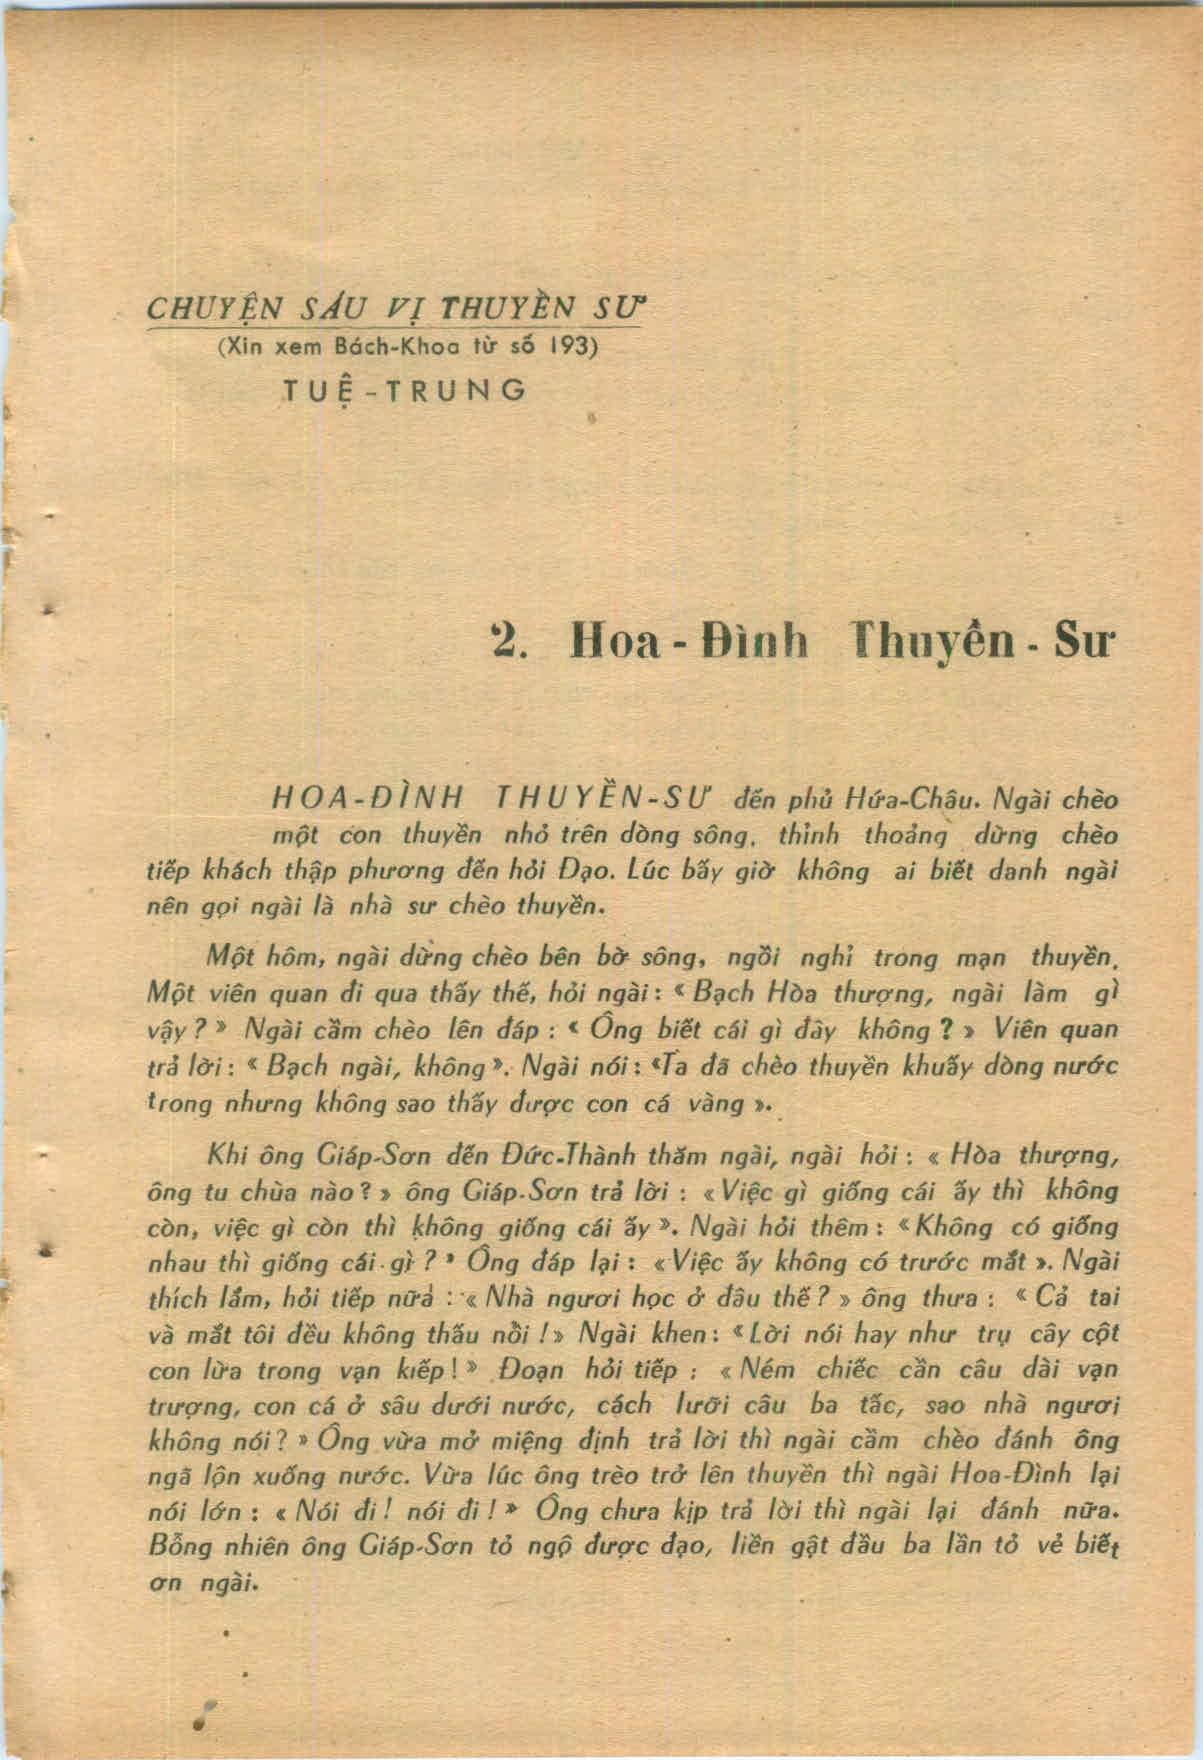 CHUYỆN SÁU VỊ THUYỀN SƯ
(Xin xem Bách-Khoa từ số 193)
TUỆ-TRUNG
2. Hoa-Đình Thuyền-Sư
HOA-ĐÌNH THUYỀN-SƯ đến phủ Hứa-Châu. Ngài chèo
một con thuyền nhỏ trên dòng sông, thỉnh thoảng dừng chèo
tiếp khách thập phương đến hỏi Đạo. Lúc bấy giờ không ai biết danh ngài
nên gọi ngài là nhà sư chèo thuyền.
Một hôm, ngài dừng chèo bên bờ sông, ngồi nghỉ trong mạn thuyền.
Một viên quan đi qua thấy thế, hỏi ngài: « Bạch Hòa thượng, ngài làm gì
vậy ? » Ngài cầm chèo lên đáp : « Ông biết cái gì đây không ? » Viên quan
trả lời : « Bạch ngài, không ». Ngài nói : «Ta đã chèo thuyền khuấy dòng nước
trong nhưng không sao thấy được con cá vàng ».
Khi ông Giáp-Sơn đến Đức-Thành thăm ngài, ngài hỏi : « Hòa thượng,
ông tu chùa nào ? » ông Giáp-Sơn trả lời : « Việc gì giống cái ấy thì không
còn, việc gì còn thì không giống cái ấy ». Ngài hỏi thêm : « Không có giống
nhau thì giống cái gì ? » Ông đáp lại : « Việc ấy không có trước mắt ». Ngài
thích lắm, hỏi tiếp nữa : « Nhà ngươi học ở đâu thế ? » ông thưa : « Cả tai
và mắt tôi đều không thấu nổi ! » Ngài khen : « Lời nói hay như trụ cây cột
con lừa trong vạn kiếp ! » Đoạn hỏi tiếp : « Ném chiếc cần câu dài vạn
trượng, con cá ở sâu dưới nước, cách lưỡi câu ba tấc, sao nhà ngươi
không nói ? » Ông vừa mở miệng định trả lời thì ngài cầm chèo đánh ông
ngã lộn xuống nước. Vừa lúc ông trèo trở lên thuyền thì ngài Hoa-Đình lại
nói lớn : « Nói đi ! nói đi ! » Ông chưa kịp trả lời thì ngài lại đánh nữa.
Bỗng nhiên ông Giáp-Sơn tỏ ngộ được đạo, liền gật đầu ba lần tỏ vẻ biết
ơn ngài.